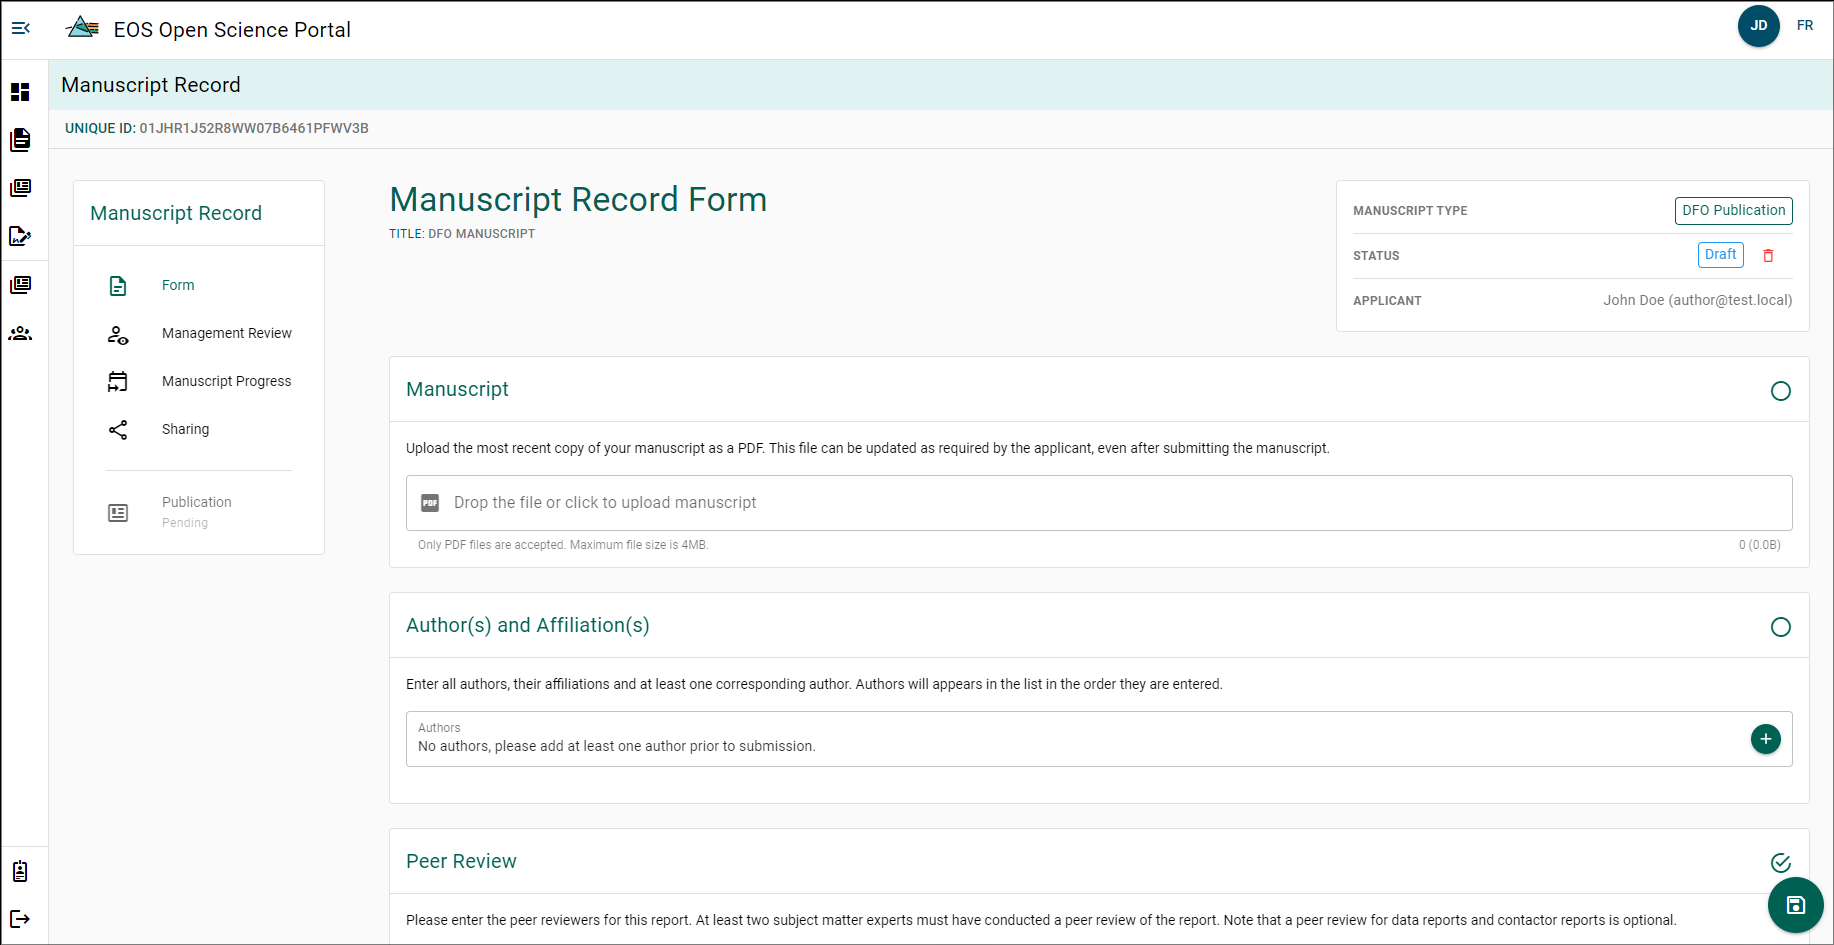 EOS Open Science Portal
JD
FR
Manuscript Record
UNIQUE ID: 01JHR1J52R8WW07B6461PFWV3B
Manuscript Record
Form
Management Review
Manuscript Progress
Sharing
Publication
Pending
Manuscript Record Form
TITLE: DFO MANUSCRIPT
MANUSCRIPT TYPE
DFO Publication
STATUS
Draft
APPLICANT
John Doe (author@test.local)
Manuscript
Upload the most recent copy of your manuscript as a PDF. This file can be updated as required by the applicant, even after submitting the manuscript.
PDF
Drop the file or click to upload manuscript
Only PDF files are accepted. Maximum file size is 4MB.
0 (0.0B)
Author(s) and Affiliation(s)
Enter all authors, their affiliations and at least one corresponding author. Authors will appears in the list in the order they are entered.
Authors
No authors, please add at least one author prior to submission.
Peer Review
Please enter the peer reviewers for this report. At least two subject matter experts must have conducted a peer review of the report. Note that a peer review for data reports and contactor reports is optional.